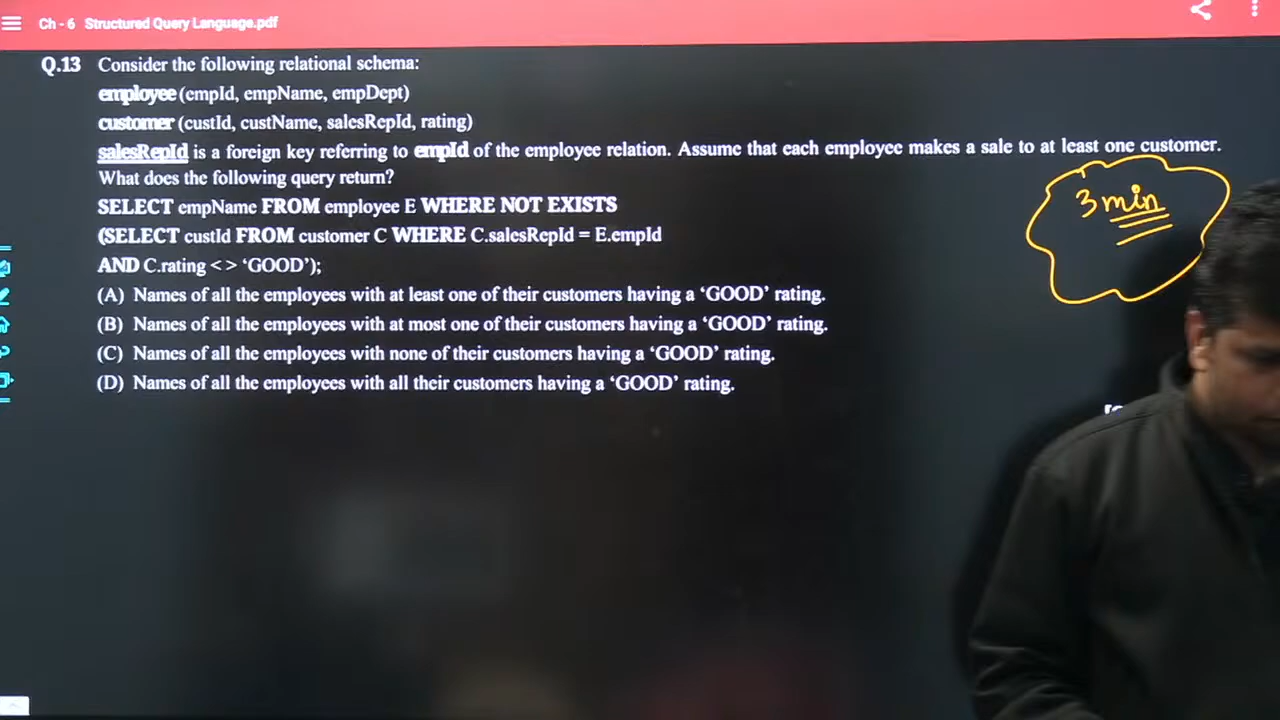 Ch - 6 Structured Query Language.pdf
Q.13 Consider the following relational schema:
employee (empId, empName, empDept)
customer (custId, custName, salesRepId, rating)
salesRepId is a foreign key referring to empId of the employee relation. Assume that each employee makes a sale to at least one customer.
What does the following query return?
3 min
SELECT empName FROM employee E WHERE NOT EXISTS
(SELECT custId FROM customer C WHERE C.salesRepId = E.empId
AND C.rating < > ‘GOOD’);
(A) Names of all the employees with at least one of their customers having a ‘GOOD’ rating.
(B) Names of all the employees with at most one of their customers having a ‘GOOD’ rating.
(C) Names of all the employees with none of their customers having a ‘GOOD’ rating.
(D) Names of all the employees with all their customers having a ‘GOOD’ rating.